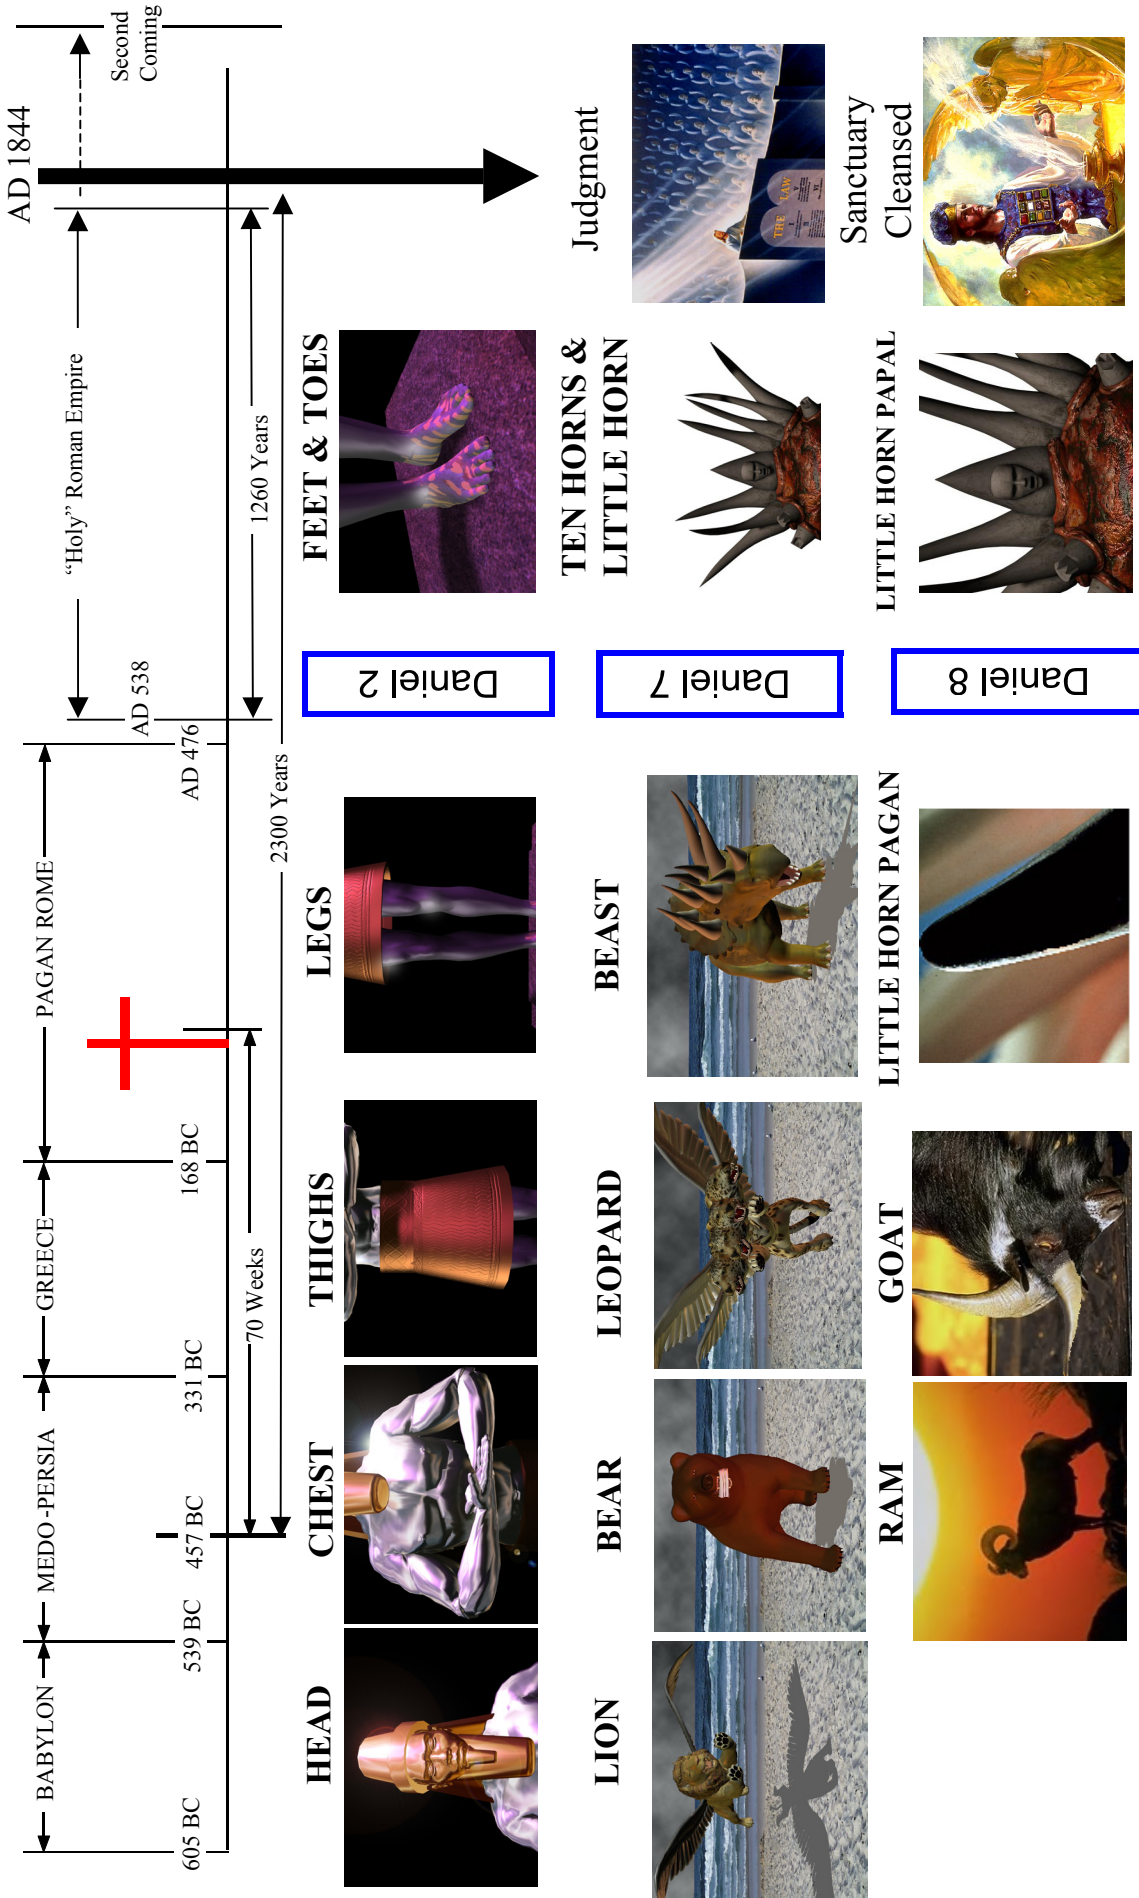 AD 1844
BABYLON
MEDO-PERSIA
GREECE
PAGAN ROME
"Holy" Roman Empire
Second
Coming
AD 538
605 BC
539 BC
457 BC
331 BC
168 BC
AD 476
70 Weeks
1260 Years
2300 Years
HEAD
CHEST
THIGHS
LEGS
Daniel 2
FEET & TOES
Judgment
LION
BEAR
LEOPARD
BEAST
Daniel 7
TEN HORNS &
LITTLE HORN
THE LAW
Sanctuary
Cleansed
RAM
GOAT
LITTLE HORN PAGAN
Daniel 8
LITTLE HORN PAPAL